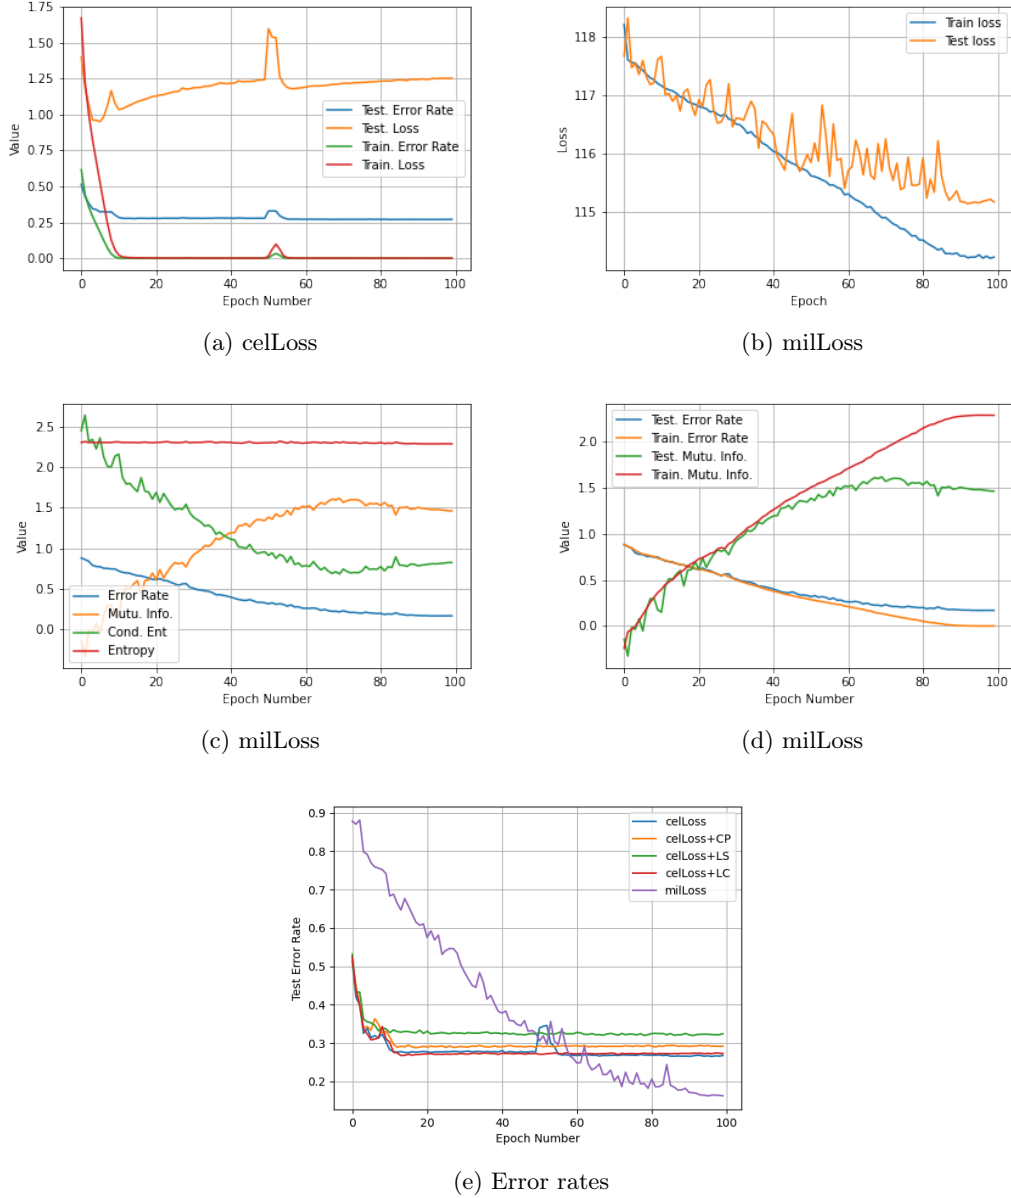 1.75
1.50
1.25
1.00
0.75
0.50
0.25
0.00
Value
Test. Error Rate
Test. Loss
Train. Error Rate
Train. Loss
0 20 40 60 80 100
Epoch Number
(a) celLoss
118
117
116
115
Loss
Train loss
Test loss
0 20 40 60 80 100
Epoch
(b) milLoss
2.5
2.0
1.5
1.0
0.5
0.0
Value
Error Rate
Mutu. Info.
Cond. Ent
Entropy
0 20 40 60 80 100
Epoch Number
(c) milLoss
2.0
1.5
1.0
0.5
0.0
Value
Test. Error Rate
Train. Error Rate
Test. Mutu. Info.
Train. Mutu. Info.
0 20 40 60 80 100
Epoch Number
(d) milLoss
0.9
0.8
0.7
0.6
0.5
0.4
0.3
0.2
Test Error Rate
celLoss
celLoss+CP
celLoss+LS
celLoss+LC
milLoss
0 20 40 60 80 100
Epoch Number
(e) Error rates